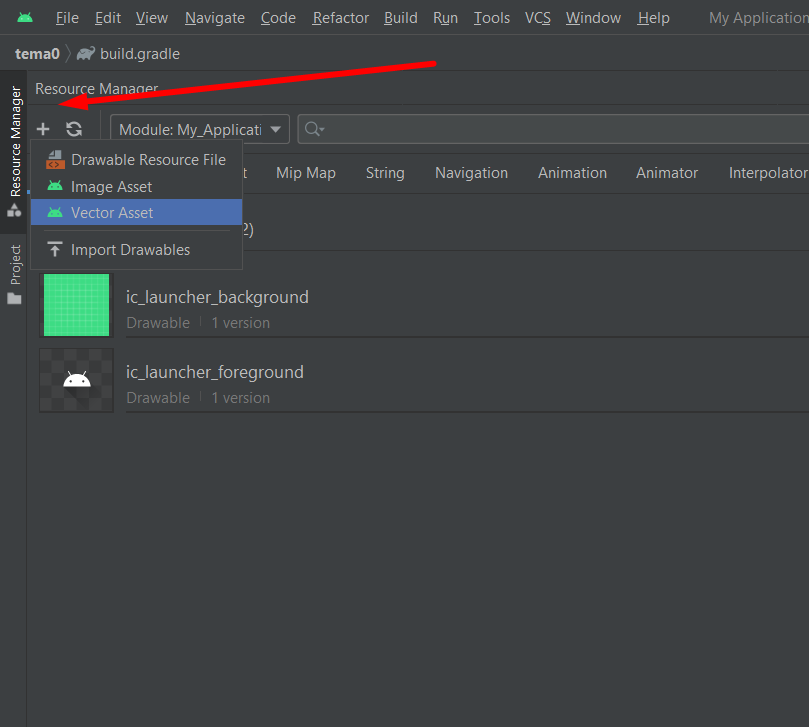 File Edit View Navigate Code Refactor Build Run Tools VCS Window Help My Application
tema0 build.gradle
Resource Manager
Resource Manager
Project
Module: My_Applicati
Drawable Resource File
Image Asset
Vector Asset
Import Drawables
t Mip Map String Navigation Animation Animator Interpolator
2)
ic_launcher_background
Drawable 1 version
ic_launcher_foreground
Drawable 1 version